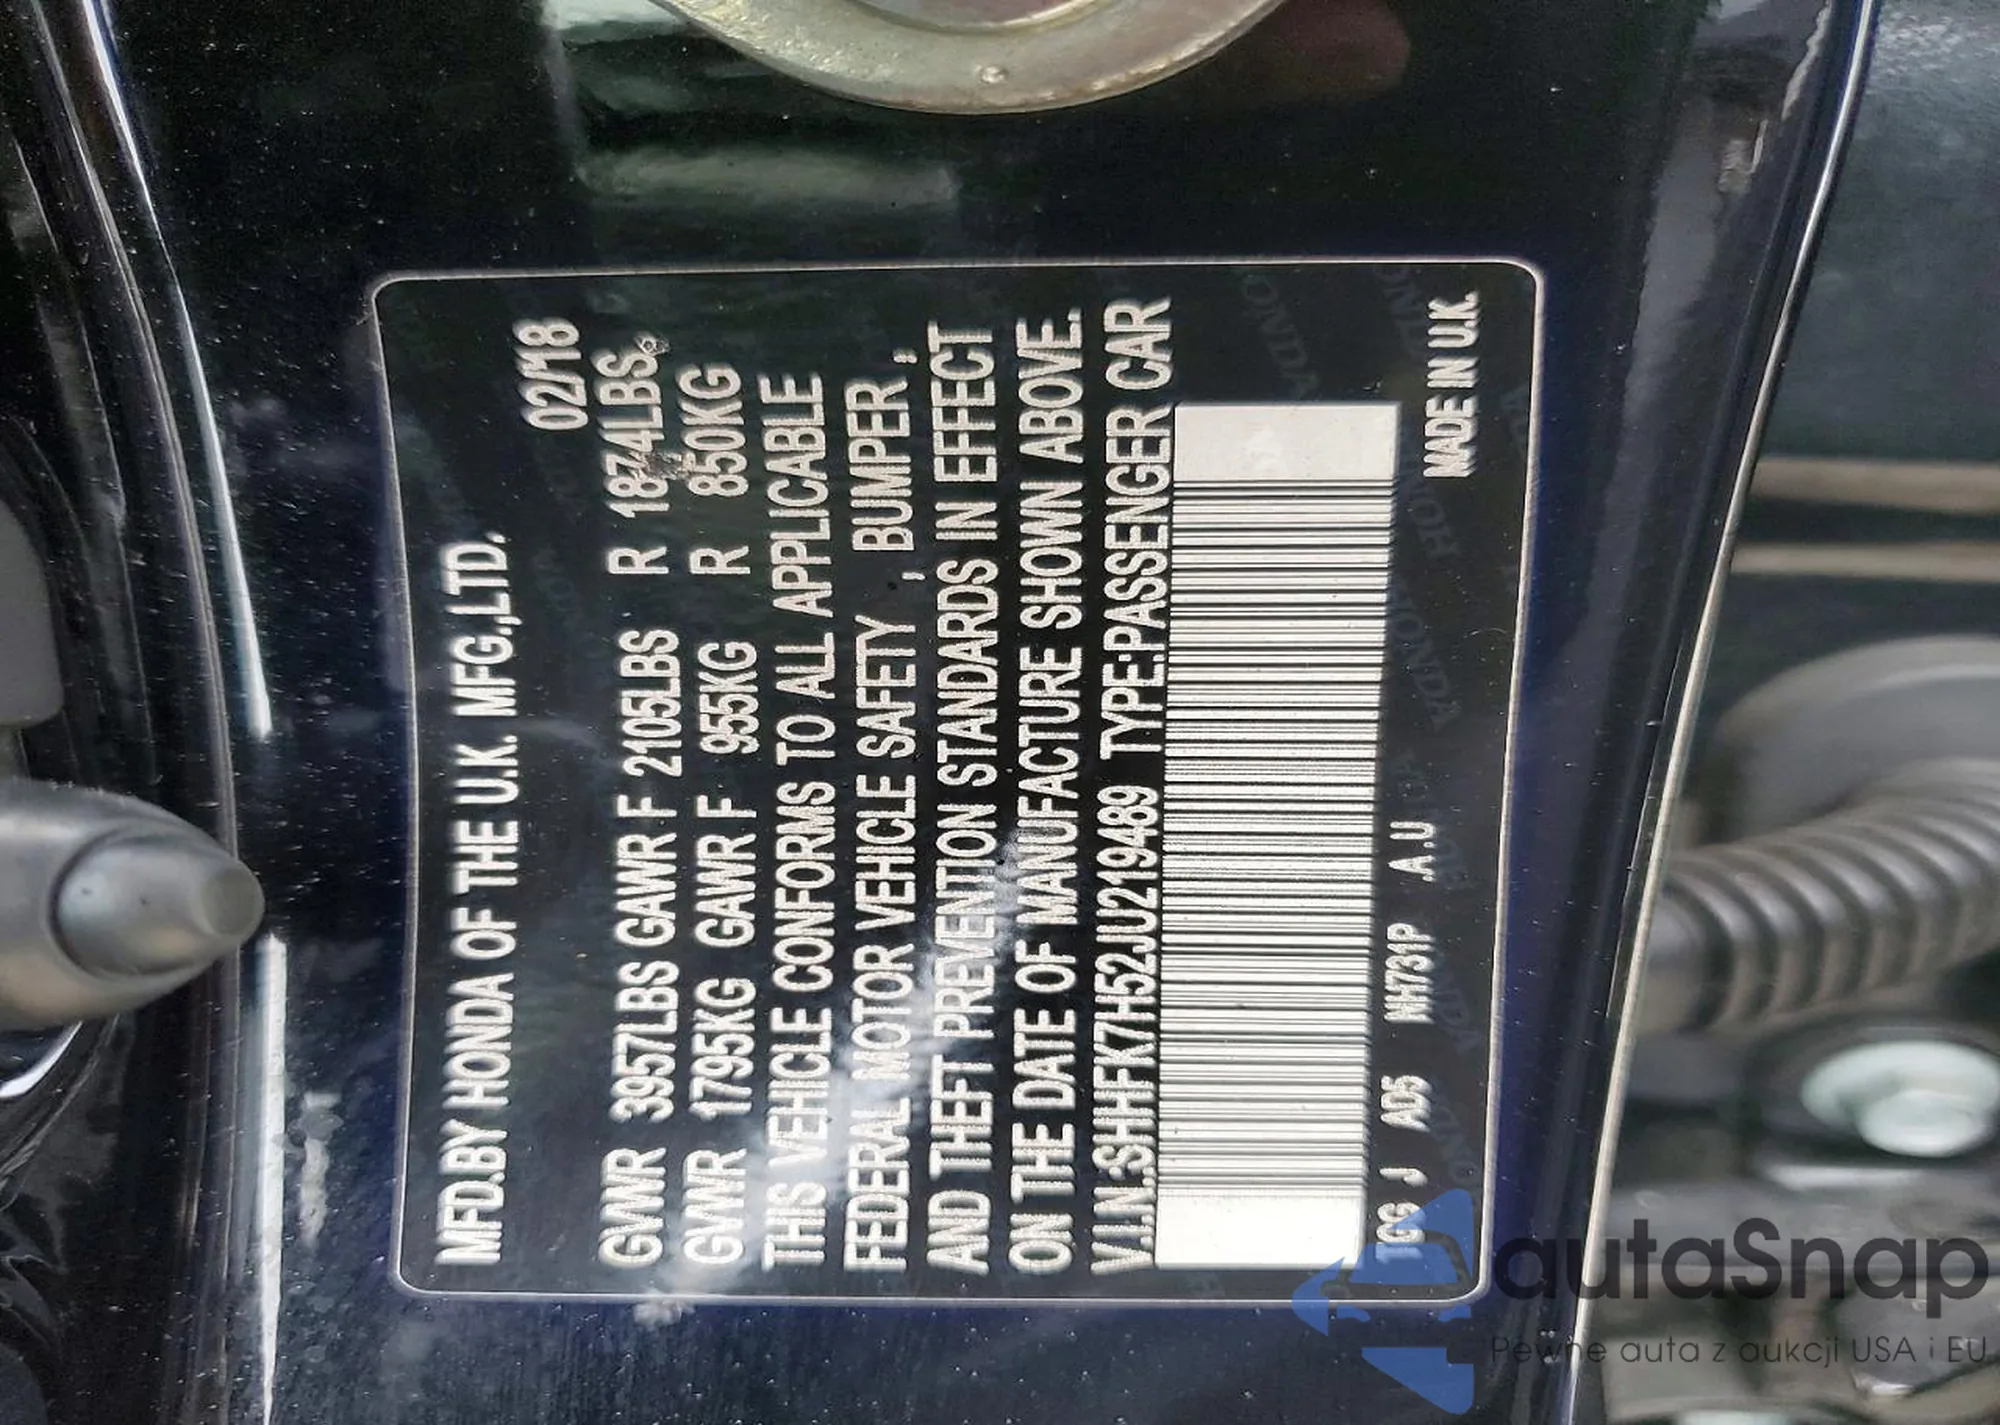 MFD.BY HONDA OF THE U.K. MFG.,LTD.
02/18
GVWR 3957LBS GAWR F 2105LBS R 1874LBS
GVWR 1795KG GAWR F 955KG R 850KG
THIS VEHICLE CONFORMS TO ALL APPLICABLE
FEDERAL MOTOR VEHICLE SAFETY , BUMPER ,
AND THEFT PREVENTION STANDARDS IN EFFECT
ON THE DATE OF MANUFACTURE SHOWN ABOVE.
V.I.N.:SHHFK7H52JU219489 TYPE:PASSENGER CAR
TGG J AD5 NH731P A.U
MADE IN U.K.
autaSnap
Pewne auta z aukcji USA i EU